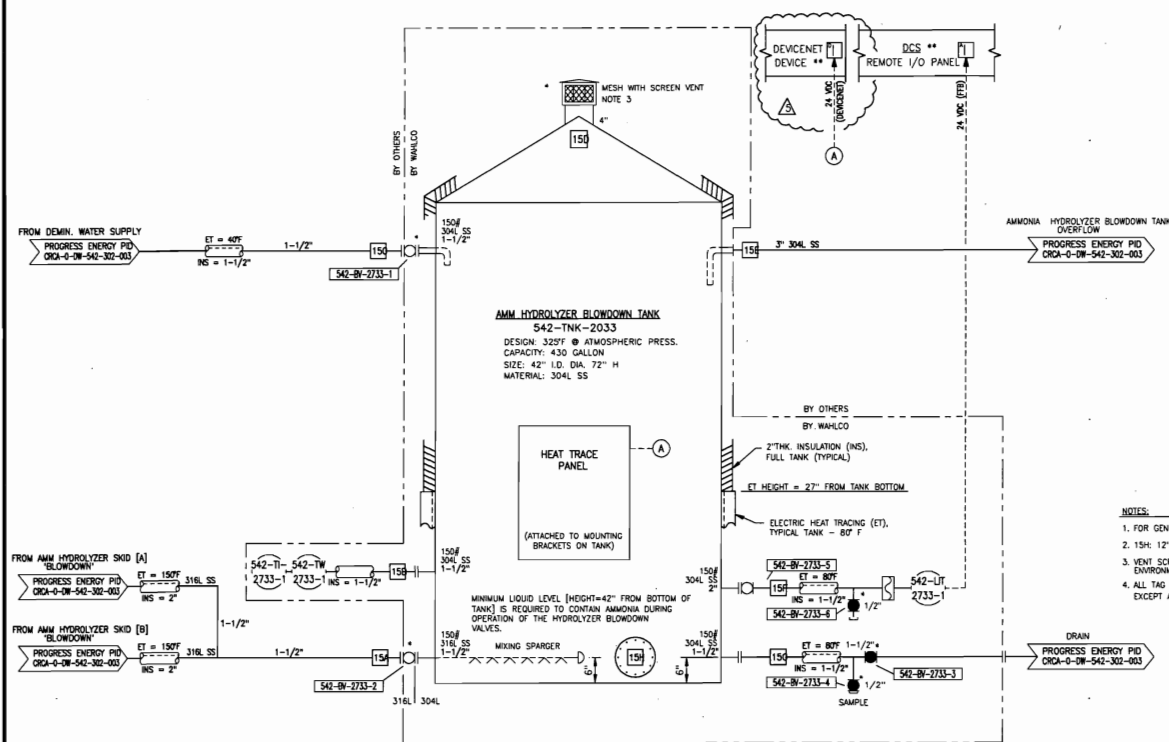 DEVICENET
DEVICE **
DCS **
REMOTE I/O PANEL
5
24 VDC
(DEVICENET)
24 VDC (FFB)
A
* MESH WITH SCREEN VENT
NOTE 3
4"
15D
BY OTHERS
BY WAHLCO
FROM DEMIN. WATER SUPPLY
PROGRESS ENERGY PID
CRCA-0-DW-542-302-003
ET = 40°F
INS = 1-1/2"
1-1/2"
*
542-BV-2733-1
150#
304L SS
1-1/2"
15E
3" 304L SS
AMMONIA HYDROLYZER BLOWDOWN TANK
OVERFLOW
PROGRESS ENERGY PID
CRCA-0-DW-542-302-003
AMM HYDROLYZER BLOWDOWN TANK
542-TNK-2033
DESIGN: 325°F @ ATMOSPHERIC PRESS.
CAPACITY: 430 GALLON
SIZE: 42" I.D. DIA. 72" H
MATERIAL: 304L SS
BY OTHERS
BY WAHLCO
HEAT TRACE
PANEL
A
(ATTACHED TO MOUNTING
BRACKETS ON TANK)
2"THK. INSULATION (INS),
FULL TANK (TYPICAL)
ET HEIGHT = 27" FROM TANK BOTTOM
ELECTRIC HEAT TRACING (ET),
TYPICAL TANK - 80° F
NOTES:
1. FOR GEN
2. 15H: 12"
3. VENT SC
ENVIRON
4. ALL TAG
EXCEPT
542-TI-
2733-1
542-TW
2733-1
INS = 1-1/2"
15B
150#
304L SS
1-1/2"
FROM AMM HYDROLYZER SKID [A]
"BLOWDOWN"
PROGRESS ENERGY PID
CRCA-0-DW-542-302-003
ET = 150°F
INS = 2"
316L SS
1-1/2"
FROM AMM HYDROLYZER SKID [B]
"BLOWDOWN"
PROGRESS ENERGY PID
CRCA-0-DW-542-302-003
ET = 150°F
INS = 2"
316L SS
1-1/2"
15A
*
542-BV-2733-2
316L
304L
MINIMUM LIQUID LEVEL [HEIGHT=42" FROM BOTTOM OF
TANK] IS REQUIRED TO CONTAIN AMMONIA DURING
OPERATION OF THE HYDROLYZER BLOWDOWN
VALVES.
150#
316L SS
1-1/2"
MIXING SPARGER
6"
15H
6"
150#
304L SS
2"
542-BV-2733-5
15F
ET = 80°F
INS = 1-1/2"
542-BV-2733-6
1/2"
542-LIT
2733-1
150#
304L SS
1-1/2"
ET = 80°F
1-1/2"*
INS = 1-1/2"
542-BV-2733-3
542-BV-2733-4
* 1/2"
SAMPLE
DRAIN
PROGRESS ENERGY PID
CRCA-0-DW-542-302-003